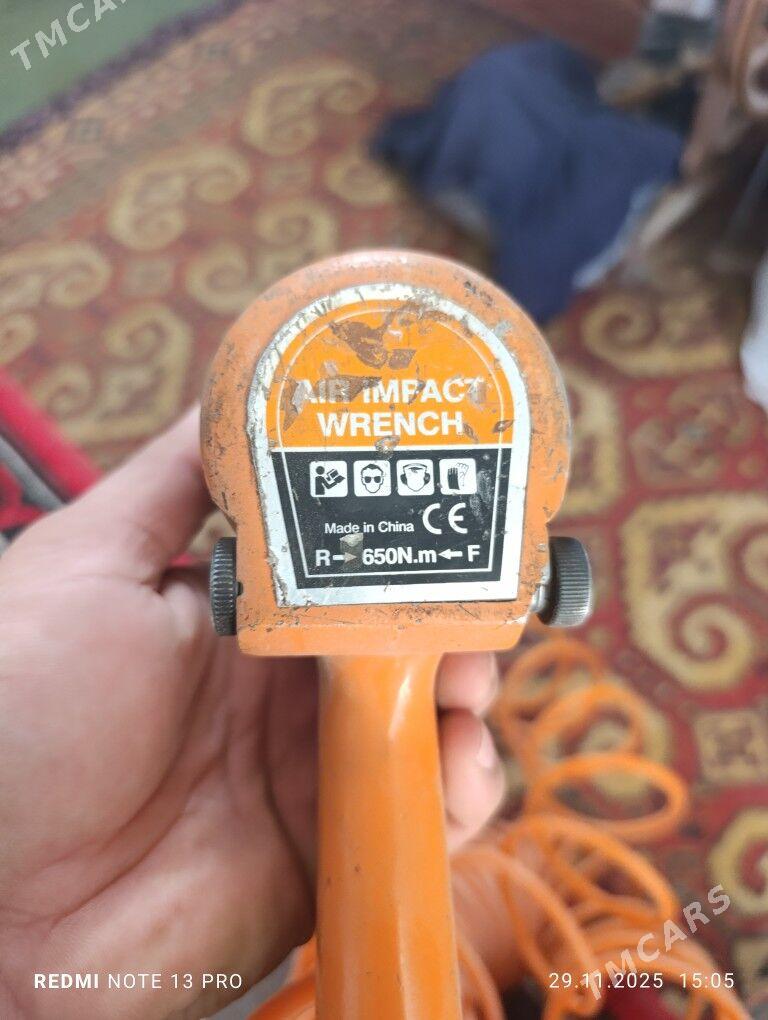 TMCARS
AIR IMPACT
WRENCH
Made in China CE
R→ 650N.m ← F
TMCARS
REDMI NOTE 13 PRO
29.11.2025 15:05